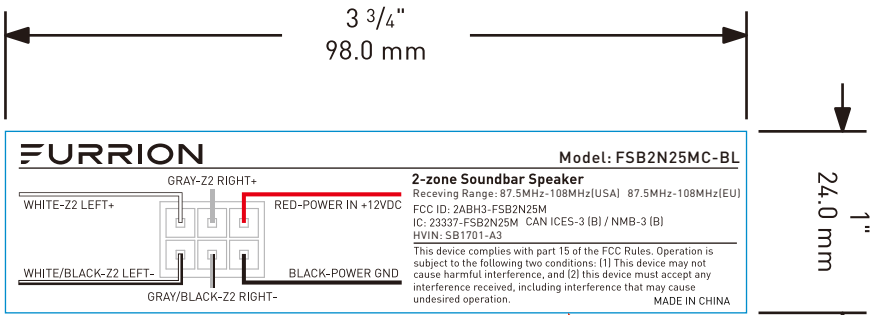 3 3/4"
98.0 mm
FURRION
Model: FSB2N25MC-BL
GRAY-Z2 RIGHT+
WHITE-Z2 LEFT+
RED-POWER IN +12VDC
WHITE/BLACK-Z2 LEFT-
BLACK-POWER GND
GRAY/BLACK-Z2 RIGHT-
2-zone Soundbar Speaker
Receving Range: 87.5MHz-108MHz(USA) 87.5MHz-108MHz(EU)
FCC ID: 2ABH3-FSB2N25M
IC: 23337-FSB2N25M CAN ICES-3 (B) / NMB-3 (B)
HVIN: SB1701-A3
This device complies with part 15 of the FCC Rules. Operation is
subject to the following two conditions: (1) This device may not
cause harmful interference, and (2) this device must accept any
interference received, including interference that may cause
undesired operation.
MADE IN CHINA
1"
24.0 mm